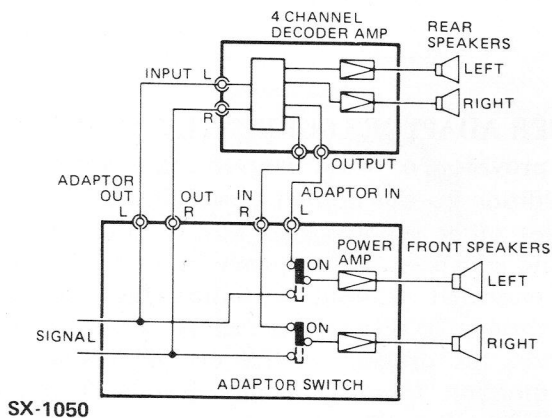 4 CHANNEL
DECODER AMP
REAR
SPEAKERS
LEFT
INPUT L
RIGHT
R
OUTPUT
ADAPTOR
OUT
L
OUT
R
IN
R
ADAPTOR IN
L
POWER
AMP
FRONT SPEAKERS
ON
LEFT
SIGNAL
ON
RIGHT
ADAPTOR SWITCH
SX-1050